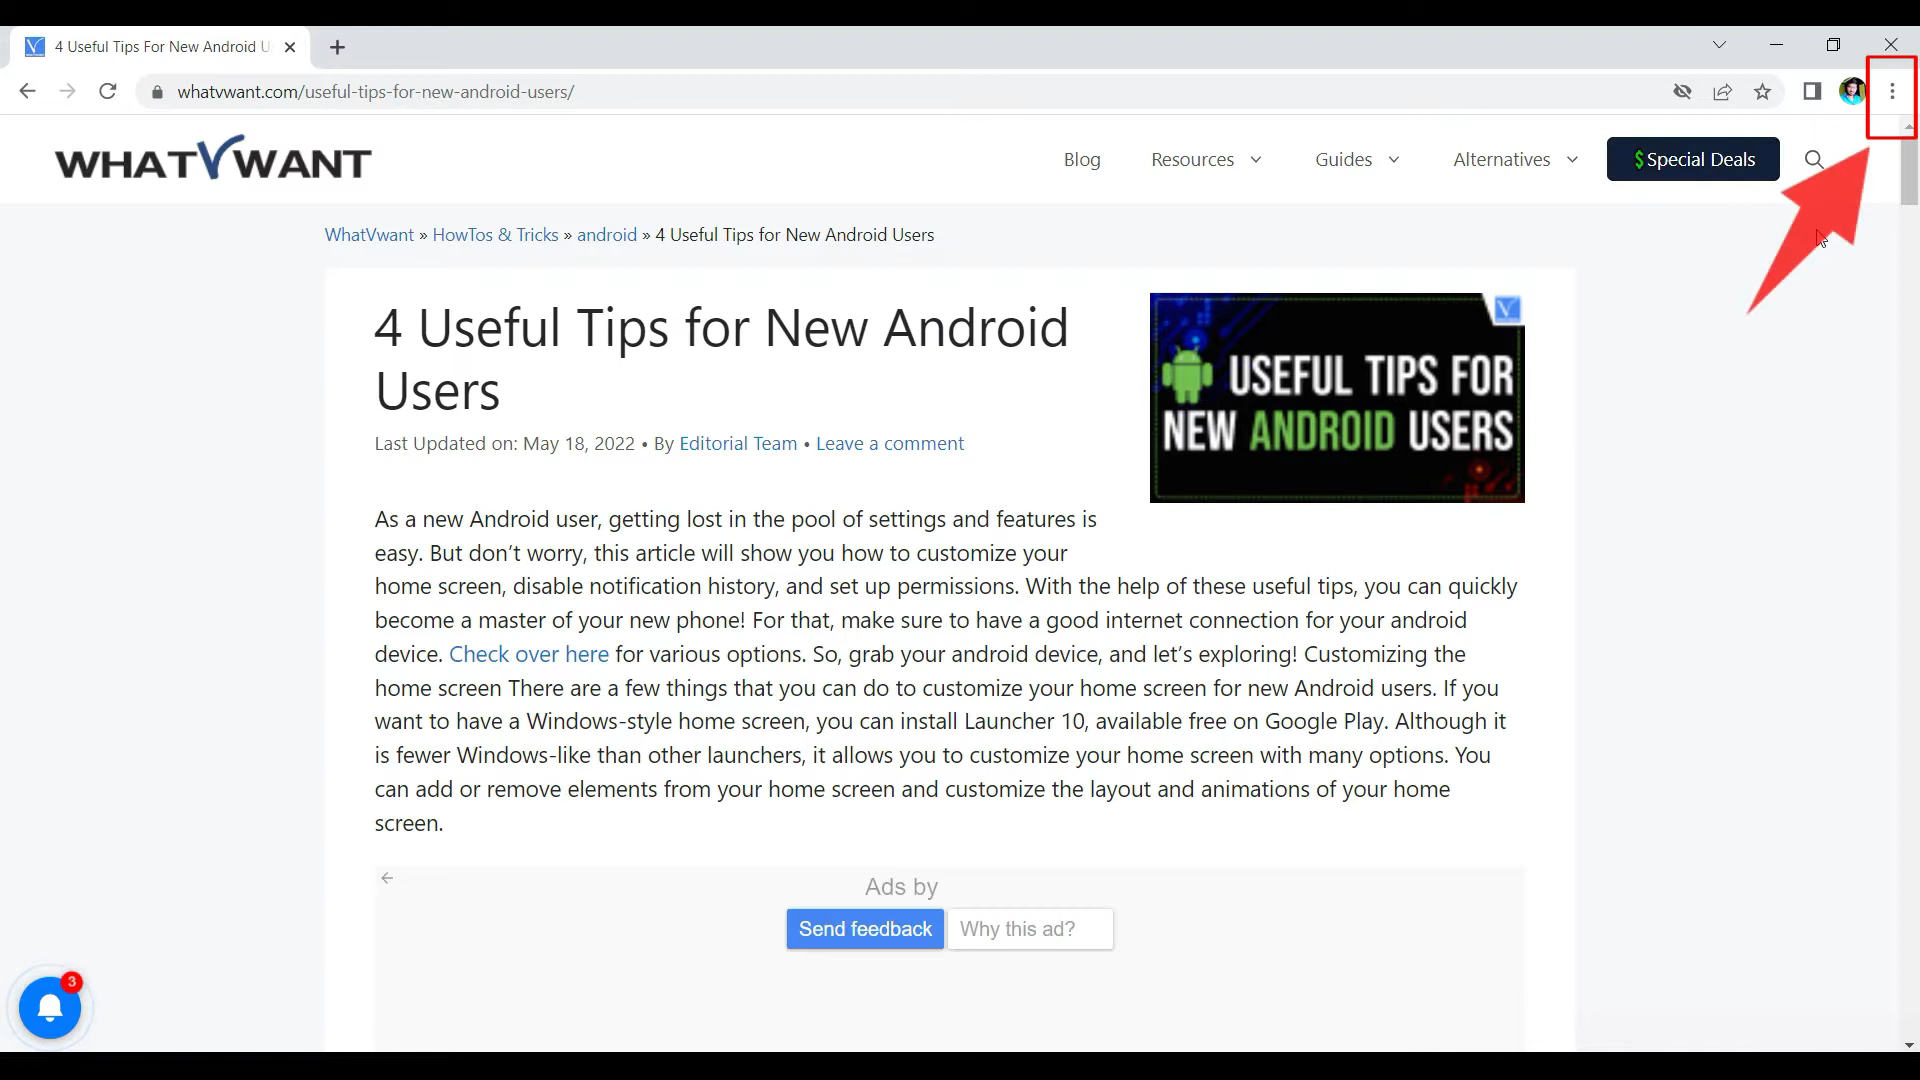 4 Useful Tips For New Android U
whatvwant.com/useful-tips-for-new-android-users/
WHATVWANT
Blog Resources Guides Alternatives $Special Deals
WhatVwant » HowTos & Tricks » android » 4 Useful Tips for New Android Users
4 Useful Tips for New Android
Users
Last Updated on: May 18, 2022 • By Editorial Team • Leave a comment
USEFUL TIPS FOR
NEW ANDROID USERS
As a new Android user, getting lost in the pool of settings and features is
easy. But don’t worry, this article will show you how to customize your
home screen, disable notification history, and set up permissions. With the help of these useful tips, you can quickly
become a master of your new phone! For that, make sure to have a good internet connection for your android
device. Check over here for various options. So, grab your android device, and let’s exploring! Customizing the
home screen There are a few things that you can do to customize your home screen for new Android users. If you
want to have a Windows-style home screen, you can install Launcher 10, available free on Google Play. Although it
is fewer Windows-like than other launchers, it allows you to customize your home screen with many options. You
can add or remove elements from your home screen and customize the layout and animations of your home
screen.
Ads by
Send feedback Why this ad?
3